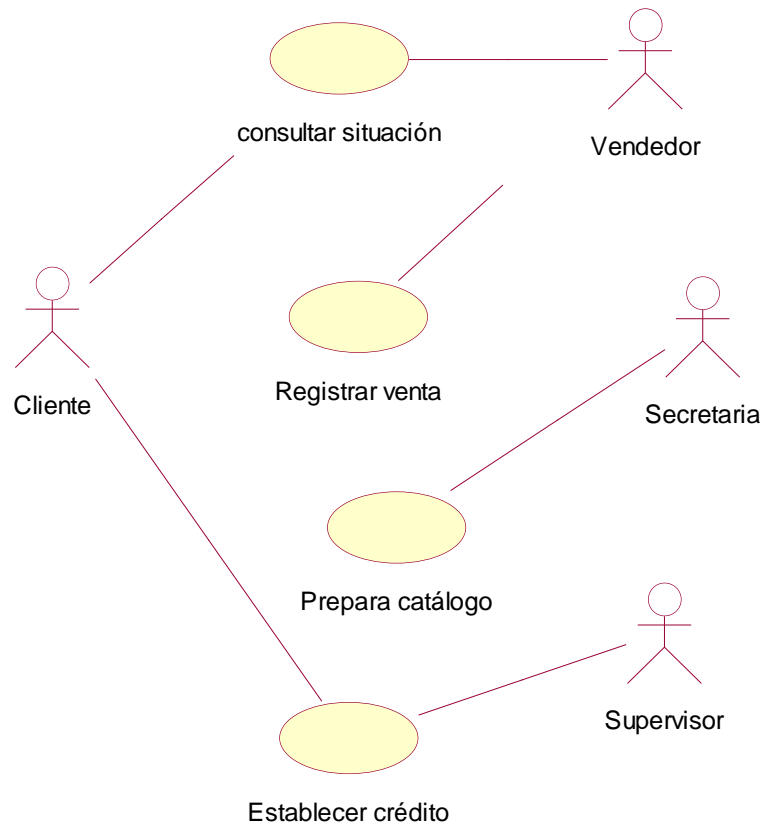 consultar situación
Vendedor
Cliente
Registrar venta
Secretaria
Prepara catálogo
Supervisor
Establecer crédito